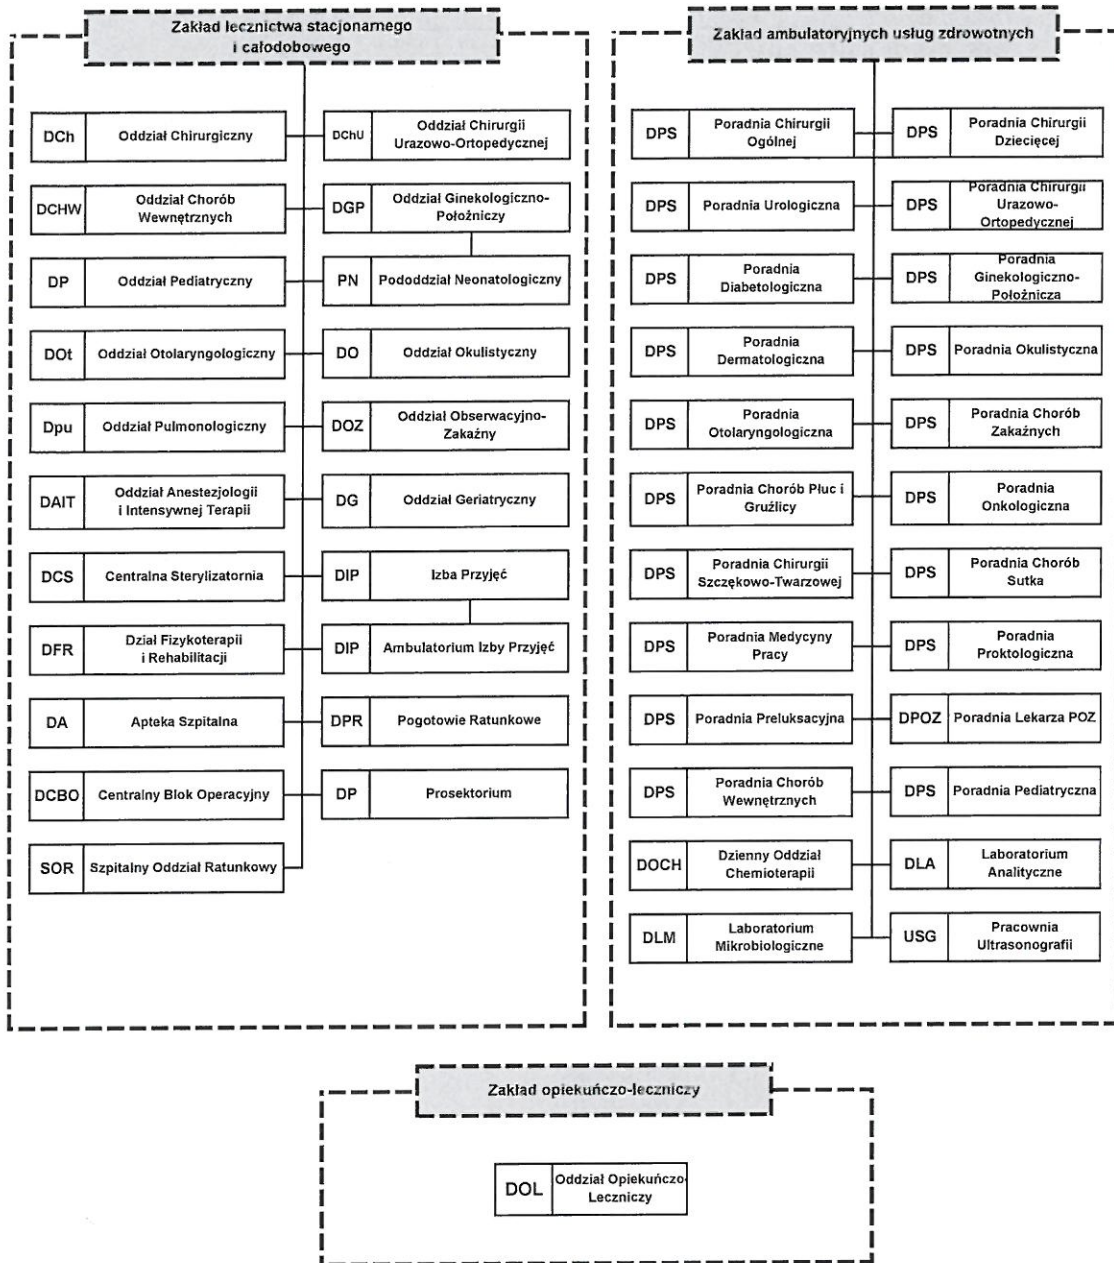 Zakład lecznictwa stacjonarnego
i całodobowego
DCh
Oddział Chirurgiczny
DChU
Oddział Chirurgii
Urazowo-Ortopedycznej
DCHW
Oddział Chorób
Wewnętrznych
DGP
Oddział Ginekologiczno-
Położniczy
DP
Oddział Pediatryczny
PN
Pododdział Neonatologiczny
DOt
Oddział Otolaryngologiczny
DO
Oddział Okulistyczny
Dpu
Oddział Pulmonologiczny
DOZ
Oddział Obserwacyjno-
Zakaźny
DAIT
Oddział Anestezjologii
i Intensywnej Terapii
DG
Oddział Geriatryczny
DCS
Centralna Sterylizatornia
DIP
Izba Przyjęć
DFR
Dział Fizykoterapii
i Rehabilitacji
DIP
Ambulatorium Izby Przyjęć
DA
Apteka Szpitalna
DPR
Pogotowie Ratunkowe
DCBO
Centralny Blok Operacyjny
DP
Prosektorium
SOR
Szpitalny Oddział Ratunkowy
Zakład ambulatoryjnych usług zdrowotnych
DPS
Poradnia Chirurgii
Ogólnej
DPS
Poradnia Chirurgii
Dziecięcej
DPS
Poradnia Urologiczna
DPS
Poradnia Chirurgii
Urazowo-
Ortopedycznej
DPS
Poradnia
Diabetologiczna
DPS
Poradnia
Ginekologiczno-
Położnicza
DPS
Poradnia
Dermatologiczna
DPS
Poradnia Okulistyczna
DPS
Poradnia
Otolaryngologiczna
DPS
Poradnia Chorób
Zakaźnych
DPS
Poradnia Chorób Płuc i
Gruźlicy
DPS
Poradnia
Onkologiczna
DPS
Poradnia Chirurgii
Szczękowo-Twarzowej
DPS
Poradnia Chorób
Sutka
DPS
Poradnia Medycyny
Pracy
DPS
Poradnia
Proktologiczna
DPS
Poradnia Preluksacyjna
DPOZ
Poradnia Lekarza POZ
DPS
Poradnia Chorób
Wewnętrznych
DPS
Poradnia Pediatryczna
DOCH
Dzienny Oddział
Chemioterapii
DLA
Laboratorium
Analityczne
DLM
Laboratorium
Mikrobiologiczne
USG
Pracownia
Ultrasonografii
Zakład opiekuńczo-leczniczy
DOL
Oddział Opiekuńczo-
Leczniczy